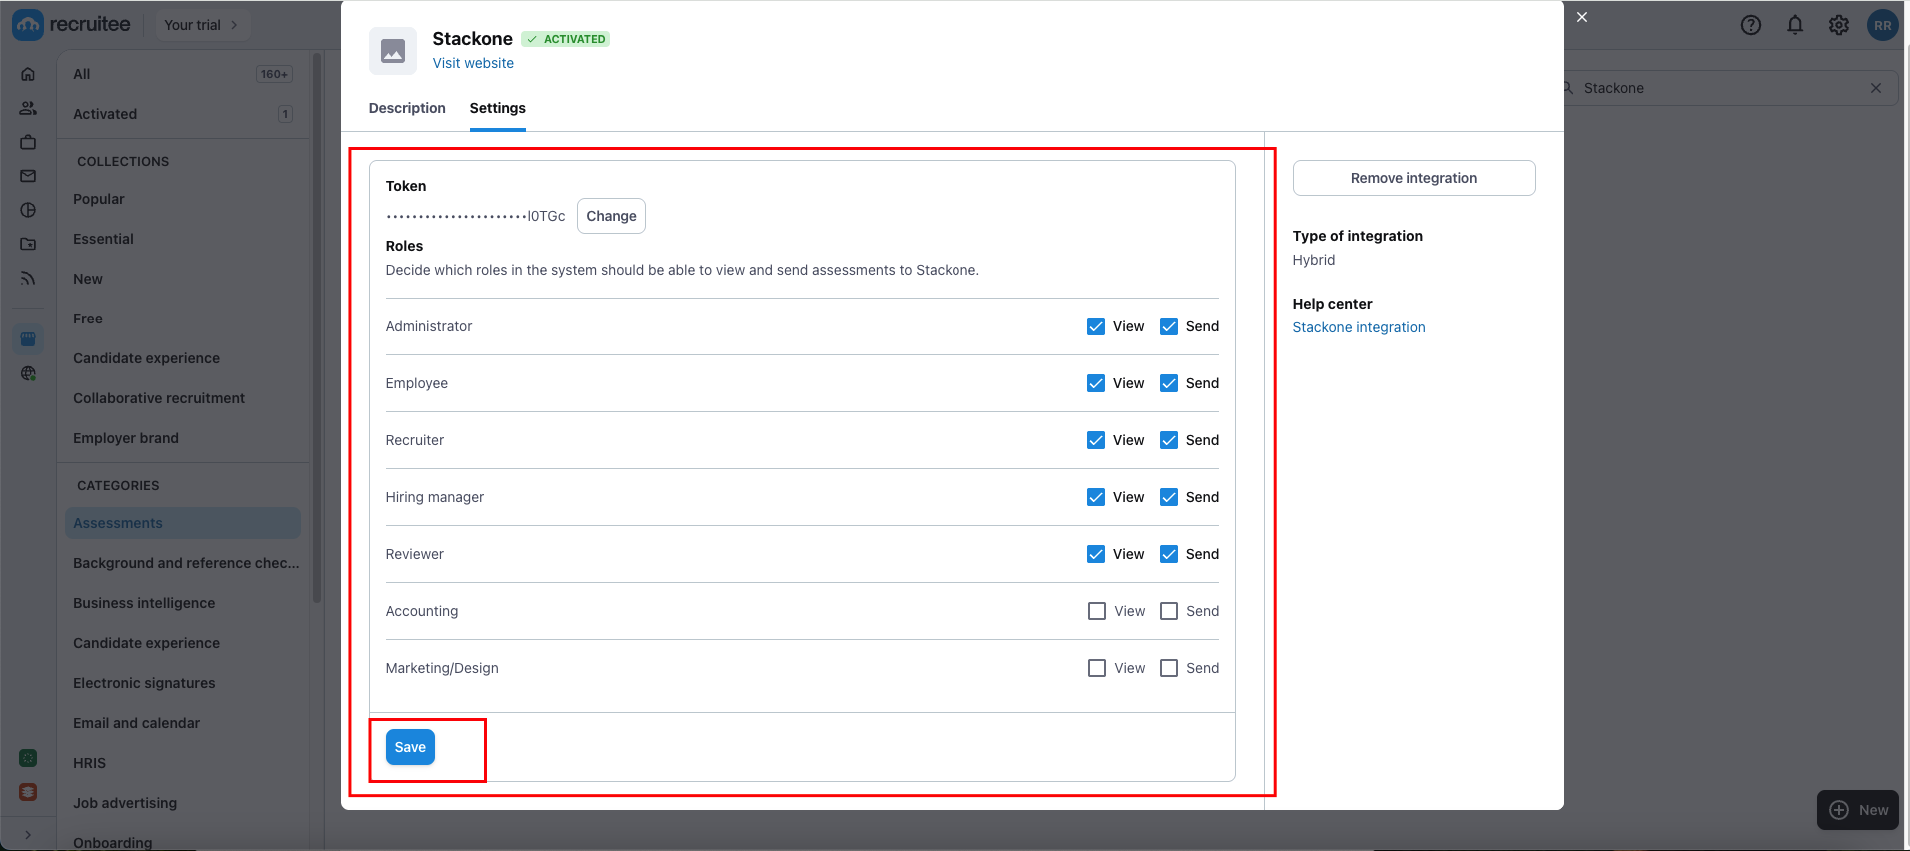 recruitee
Your trial
RR
All 160+
Activated 1
COLLECTIONS
Popular
Essential
New
Free
Candidate experience
Collaborative recruitment
Employer brand
CATEGORIES
Assessments
Background and reference chec...
Business intelligence
Candidate experience
Electronic signatures
Email and calendar
HRIS
Job advertising
Onboarding
Stackone ACTIVATED
Visit website
Description Settings
Token
••••••••••••••••••••••l0TGc Change
Roles
Decide which roles in the system should be able to view and send assessments to Stackone.
Administrator View Send
Employee View Send
Recruiter View Send
Hiring manager View Send
Reviewer View Send
Accounting View Send
Marketing/Design View Send
Save
Remove integration
Type of integration
Hybrid
Help center
Stackone integration
Stackone
New